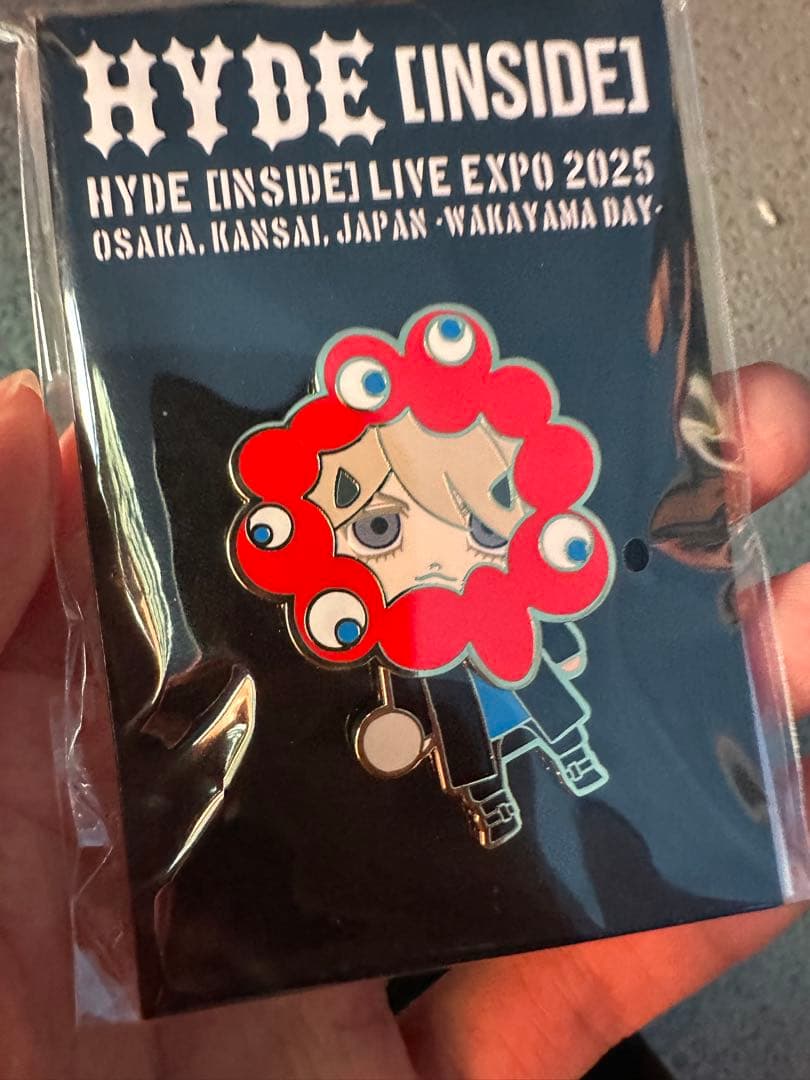 HYDE [INSIDE]
HYDE [INSIDE] LIVE EXPO 2025
OSAKA, KANSAI, JAPAN -WAKAYAMA DAY-